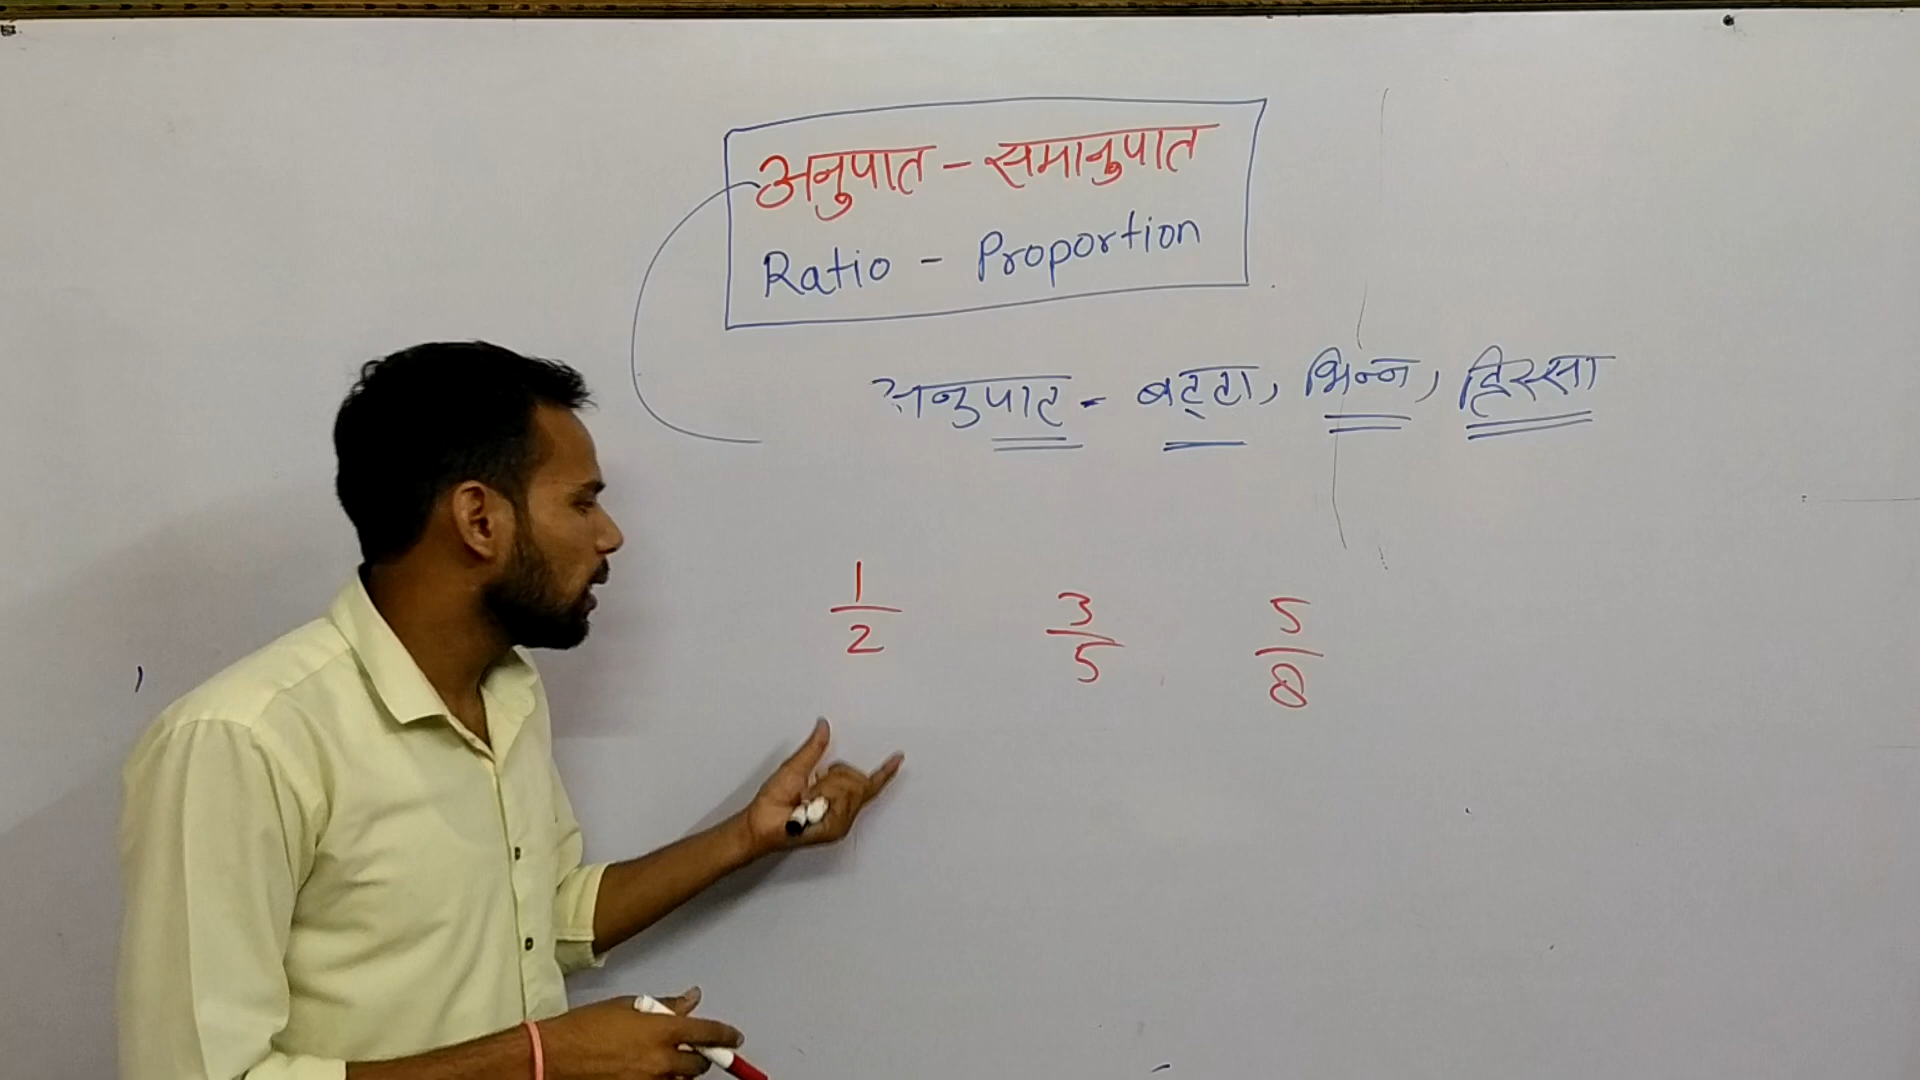 अनुपात - समानुपात
Ratio - Proportion
अनुपात - बट्टा, भिन्न, हिस्सा
1/2 3/5 5/8